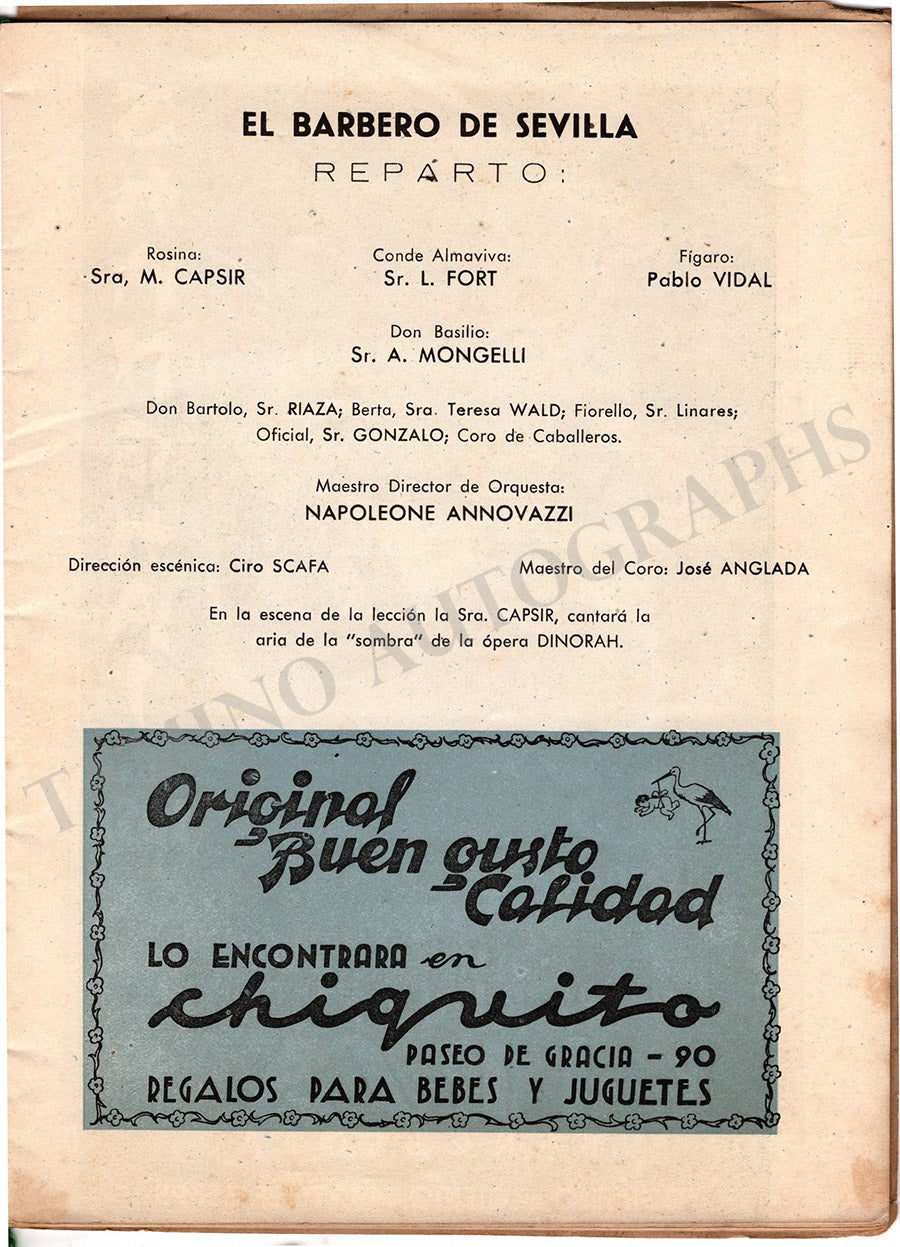 EL BARBERO DE SEVILLA
REPARTO:
Rosina: Conde Almaviva: Fígaro:
Sra, M. CAPSIR Sr. L. FORT Pablo VIDAL
Don Basilio:
Sr. A. MONGELLI
Don Bartolo, Sr. RIAZA; Berta, Sra. Teresa WALD; Fiorello, Sr. Linares;
Oficial, Sr. GONZALO; Coro de Caballeros.
Maestro Director de Orquesta:
NAPOLEONE ANNOVAZZI
Dirección escénica: Ciro SCAFA Maestro del Coro: José ANGLADA
En la escena de la lección la Sra. CAPSIR, cantará la
aria de la "sombra" de la ópera DINORAH.
TAMINO AUTOGRAPHS
Original
Buen gusto
Calidad
LO ENCONTRARA en
chiquito
PASEO DE GRACIA - 90
REGALOS PARA BEBES Y JUGUETES